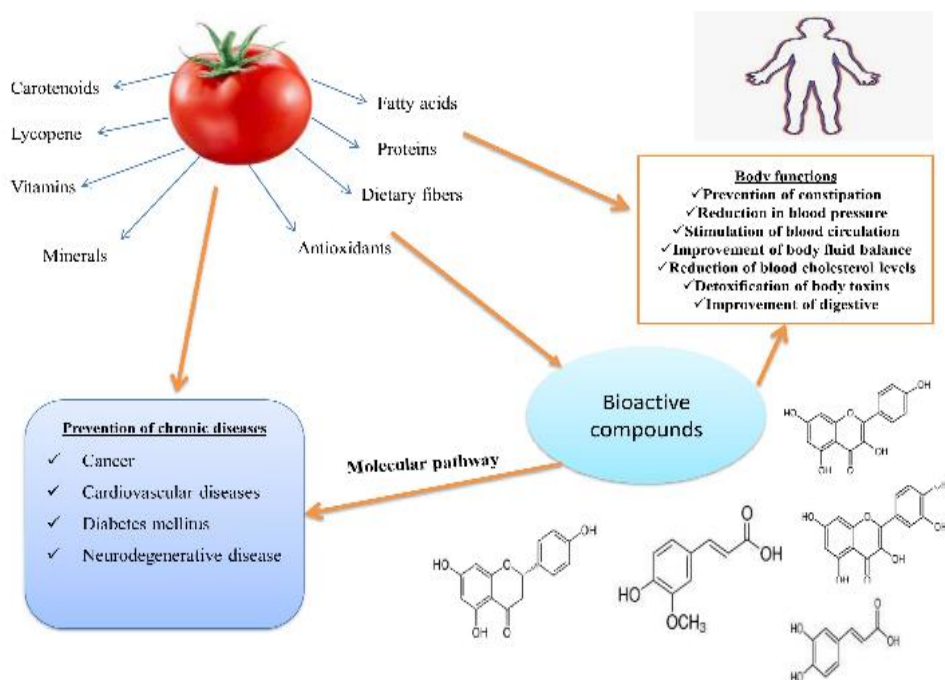 Carotenoids
Lycopene
Vitamins
Minerals
Fatty acids
Proteins
Dietary fibers
Antioxidants
Body functions
✓Prevention of constipation
✓Reduction in blood pressure
✓Stimulation of blood circulation
✓Improvement of body fluid balance
✓Reduction of blood cholesterol levels
✓Detoxification of body toxins
✓Improvement of digestive
Bioactive
compounds
Prevention of chronic diseases
✓ Cancer
✓ Cardiovascular diseases
✓ Diabetes mellitus
✓ Neurodegenerative disease
Molecular pathway
OH
HO
O
OH
OH
O
HO
O
OH
OH
OH
O
OH
HO
O
OH
O
O
OH
HO
OCH3
O
HO
OH
HO